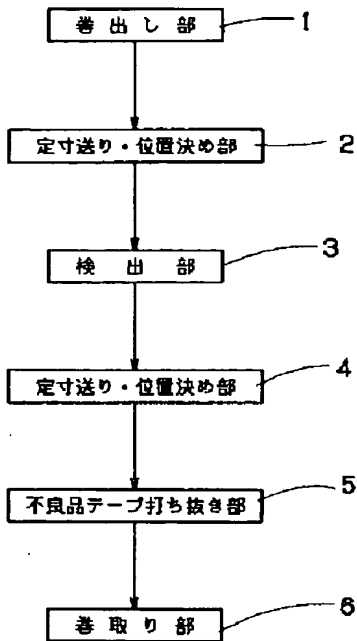 巻出し部 1
定寸送り・位置決め部 2
検出部 3
定寸送り・位置決め部 4
不良品テープ打ち抜き部 5
巻取り部 6